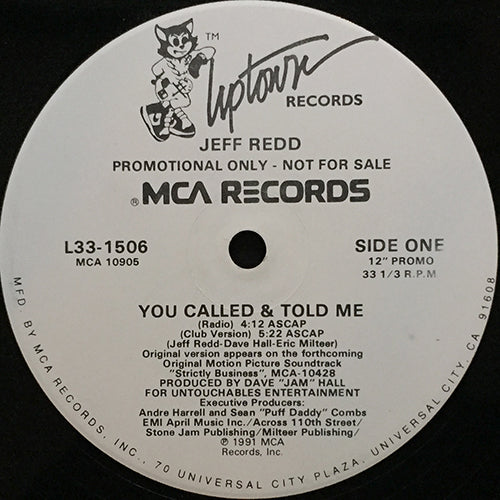 TM
Uptown
RECORDS
JEFF REDD
PROMOTIONAL ONLY - NOT FOR SALE
® MCA RECORDS
L33-1506
MCA 10905
SIDE ONE
12" PROMO
33 1/3 R.P.M
YOU CALLED & TOLD ME
(Radio) 4:12 ASCAP
(Club Version) 5:22 ASCAP
(Jeff Redd-Dave Hall-Eric Milteer)
Original version appears on the forthcoming
Original Motion Picture Soundtrack
"Strictly Business", MCA-10428
PRODUCED BY DAVE "JAM" HALL
FOR UNTOUCHABLES ENTERTAINMENT
Executive Producers:
Andre Harrell and Sean "Puff Daddy" Combs
EMI April Music Inc./Across 110th Street/
Stone Jam Publishing/Milteer Publishing/
℗ 1991 MCA
Records, Inc.
MFD. BY MCA RECORDS, INC., 70 UNIVERSAL CITY PLAZA, UNIVERSAL CITY, CA 91608